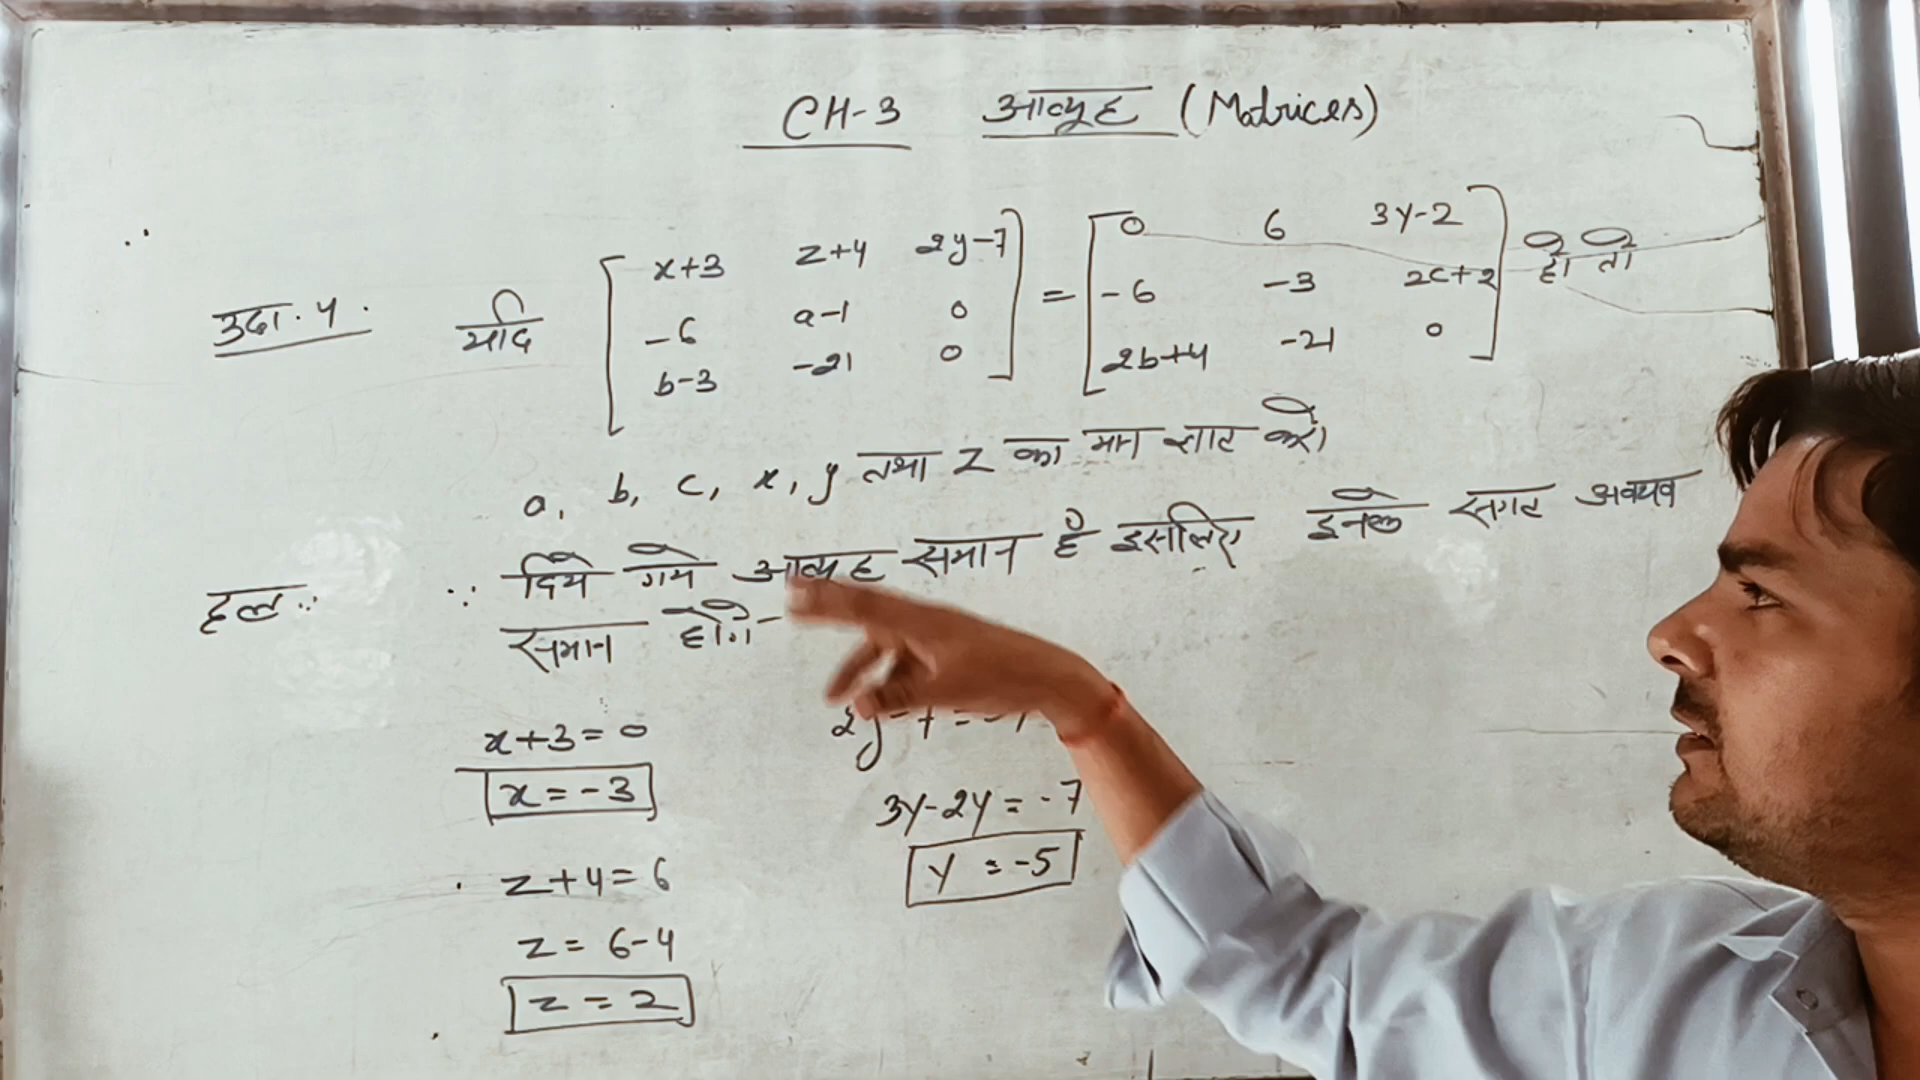 CH-3 आव्यूह (Matrices)
उदा. 4. यदि [ x+3 z+4 2y-7 ] = [ 0 6 3y-2 ] हो तो
-6 a-1 0 -6 -3 2c+2
b-3 -21 0 2b+4 -21 0
a, b, c, x, y तथा z का मान ज्ञात करो।
हल:- ∵ दिये गये आव्यूह समान है इसलिए इनके संगत अवयव
समान होंगे-
x+3=0
x=-3
z+4=6
z=6-4
z=2
3y-2y=-7
y=-5